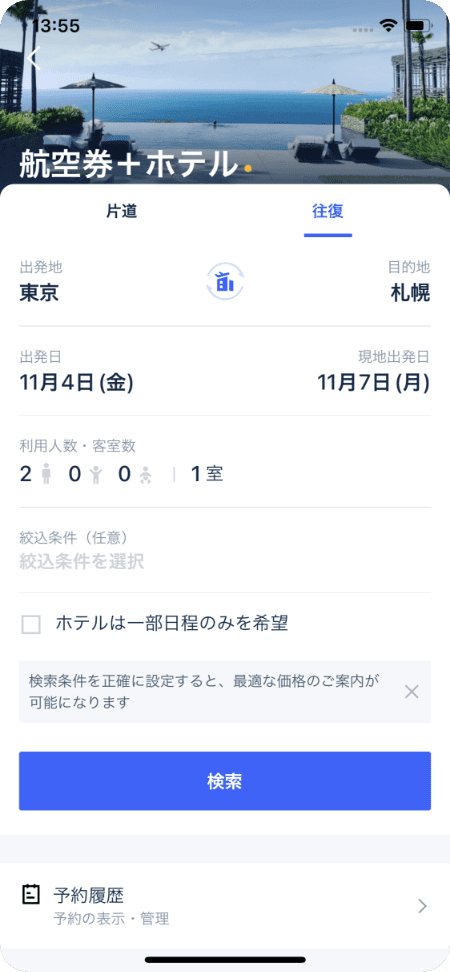 13:55
航空券＋ホテル
片道
往復
出発地
目的地
東京
札幌
出発日
現地出発日
11月4日(金)
11月7日(月)
利用人数・客室数
2 0 0 1室
絞込条件（任意）
絞込条件を選択
ホテルは一部日程のみを希望
検索条件を正確に設定すると、最適な価格のご案内が
可能になります
検索
予約履歴
予約の表示・管理